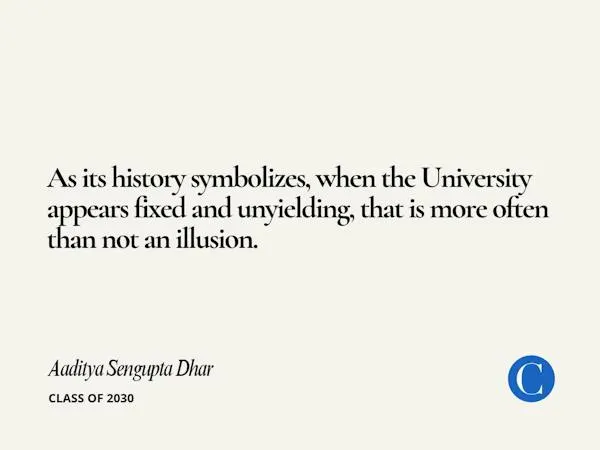 As its history symbolizes, when the University
appears fixed and unyielding, that is more often
than not an illusion.
Aaditya Sengupta Dhar
CLASS OF 2030
C